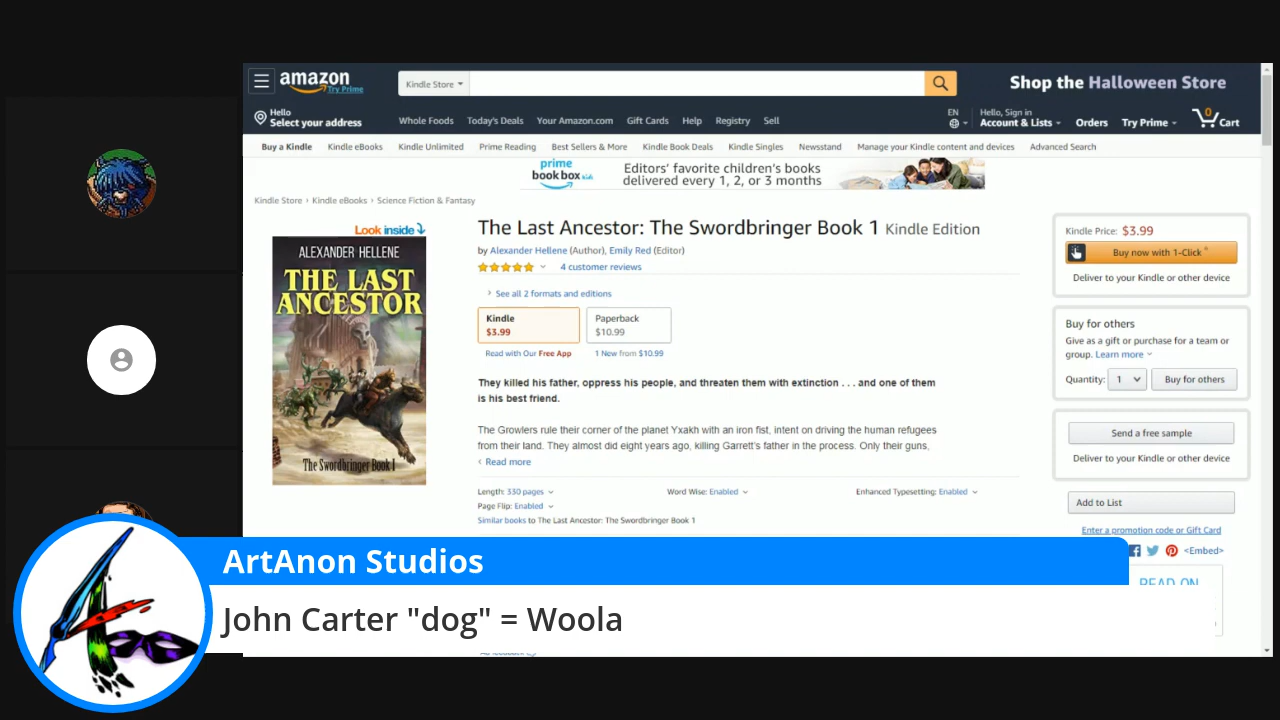 amazon
Try Prime
Kindle Store
Shop the Halloween Store
Hello
Select your address
Whole Foods Today's Deals Your Amazon.com Gift Cards Help Registry Sell
EN
Hello, Sign in
Account & Lists
Orders
Try Prime
0
Cart
Buy a Kindle Kindle eBooks Kindle Unlimited Prime Reading Best Sellers & More Kindle Book Deals Kindle Singles Newsstand Manage your Kindle content and devices Advanced Search
prime
book box kids
Editors' favorite children's books
delivered every 1, 2, or 3 months
Kindle Store › Kindle eBooks › Science Fiction & Fantasy
Look inside
ALEXANDER HELLENE
THE LAST
ANCESTOR
The Swordbringer Book 1
The Last Ancestor: The Swordbringer Book 1 Kindle Edition
by Alexander Hellene (Author), Emily Red (Editor)
4 customer reviews
› See all 2 formats and editions
Kindle
$3.99
Paperback
$10.99
Read with Our Free App
1 New from $10.99
They killed his father, oppress his people, and threaten them with extinction . . . and one of them
is his best friend.
The Growlers rule their corner of the planet Yxakh with an iron fist, intent on driving the human refugees
from their land. They almost did eight years ago, killing Garrett's father in the process. Only their guns,
‹ Read more
Length: 330 pages
Word Wise: Enabled
Enhanced Typesetting: Enabled
Page Flip: Enabled
Similar books to The Last Ancestor: The Swordbringer Book 1
Kindle Price: $3.99
Buy now with 1-Click ®
Deliver to your Kindle or other device
Buy for others
Give as a gift or purchase for a team or
group. Learn more
Quantity: 1
Buy for others
Send a free sample
Deliver to your Kindle or other device
Add to List
Enter a promotion code or Gift Card
<Embed>
READ ON
ArtAnon Studios
John Carter "dog" = Woola